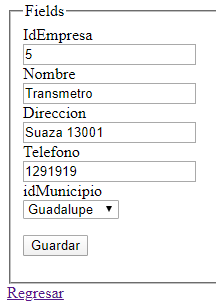 Fields
IdEmpresa
5
Nombre
Transmetro
Direccion
Suaza 13001
Telefono
1291919
idMunicipio
Guadalupe
Guardar
Regresar